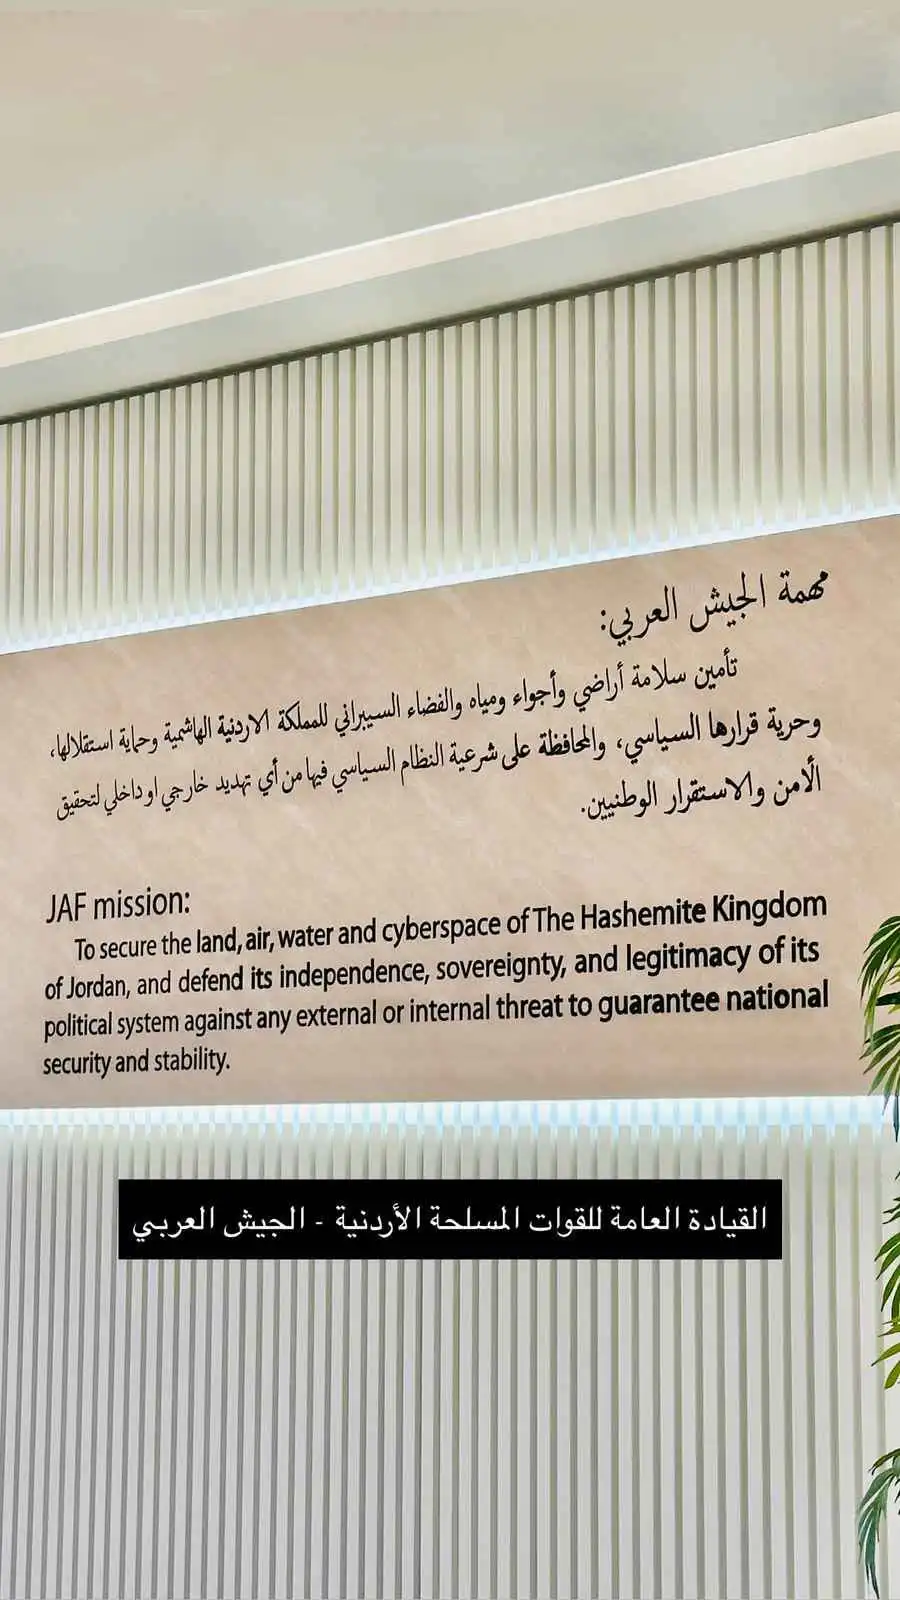 مهمة الجيش العربي:
تأمين سلامة أراضي وأجواء ومياه والفضاء السيبراني للمملكة الاردنية الهاشمية وحماية استقلالها،
وحرية قرارها السياسي، والمحافظة على شرعية النظام السياسي فيها من أي تهديد خارجي او داخلي لتحقيق
الأمن والاستقرار الوطنيين.
JAF mission:
To secure the land, air, water and cyberspace of The Hashemite Kingdom
of Jordan, and defend its independence, sovereignty, and legitimacy of its
political system against any external or internal threat to guarantee national
security and stability.
القيادة العامة للقوات المسلحة الأردنية - الجيش العربي